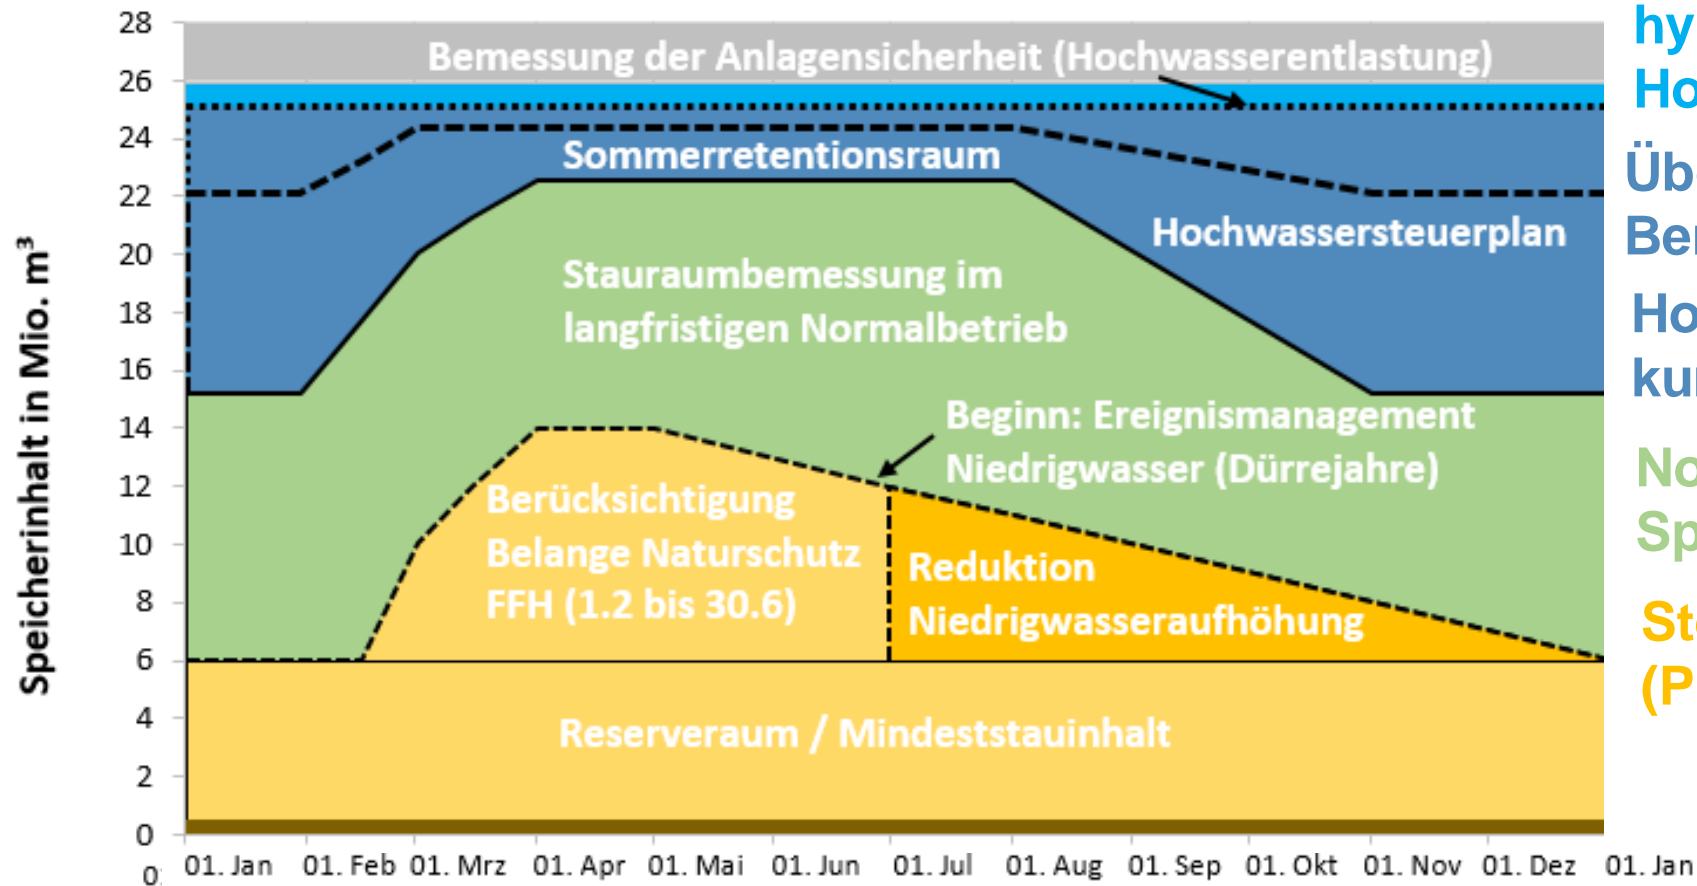 Speicherinhalt in Mio. m³
28
26
24
22
20
18
16
14
12
10
8
6
4
2
0
Bemessung der Anlagensicherheit (Hochwasserentlastung)
Sommerretentionsraum
Hochwassersteuerplan
Stauraumbemessung im
langfristigen Normalbetrieb
Beginn: Ereignismanagement
Niedrigwasser (Dürrejahre)
Berücksichtigung
Belange Naturschutz
FFH (1.2 bis 30.6)
Reduktion
Niedrigwasseraufhöhung
Reserveraum / Mindeststauinhalt
0
01. Jan 01. Feb 01. Mrz 01. Apr 01. Mai 01. Jun 01. Jul 01. Aug 01. Sep 01. Okt 01. Nov 01. Dez 01. Jan
hy
Ho
Üb
Ber
Ho
kur
No
Sp
Ste
(P